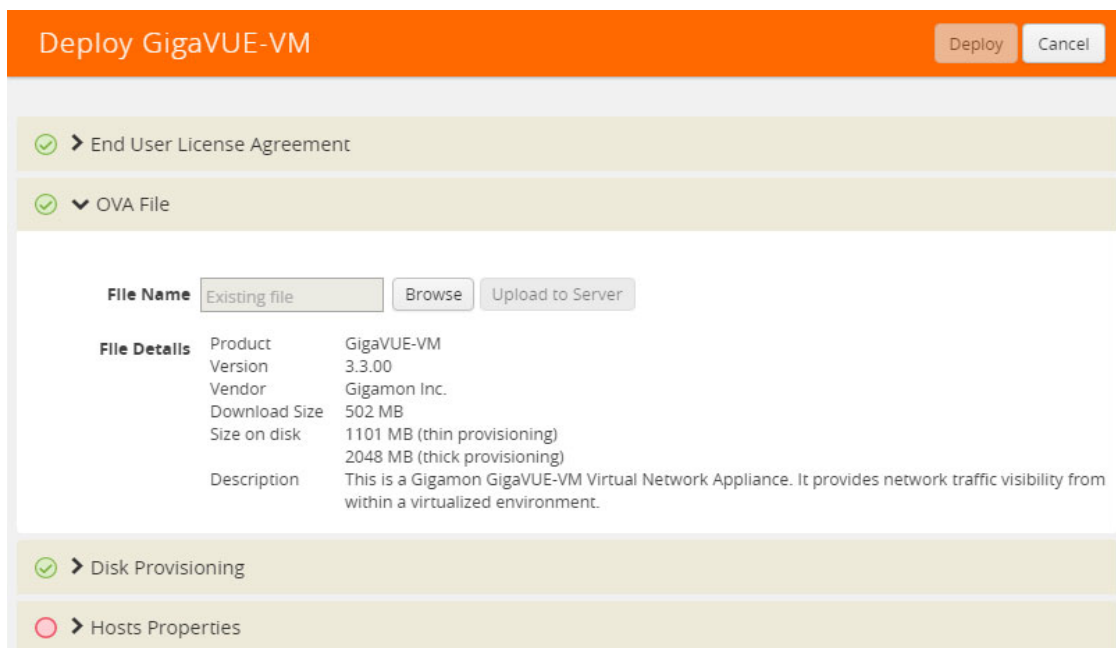 Deploy GigaVUE-VM
Deploy
Cancel
End User License Agreement
OVA File
File Name
Existing file
Browse
Upload to Server
File Details
Product GigaVUE-VM
Version 3.3.00
Vendor Gigamon Inc.
Download Size 502 MB
Size on disk 1101 MB (thin provisioning)
2048 MB (thick provisioning)
Description This is a Gigamon GigaVUE-VM Virtual Network Appliance. It provides network traffic visibility from
within a virtualized environment.
Disk Provisioning
Hosts Properties